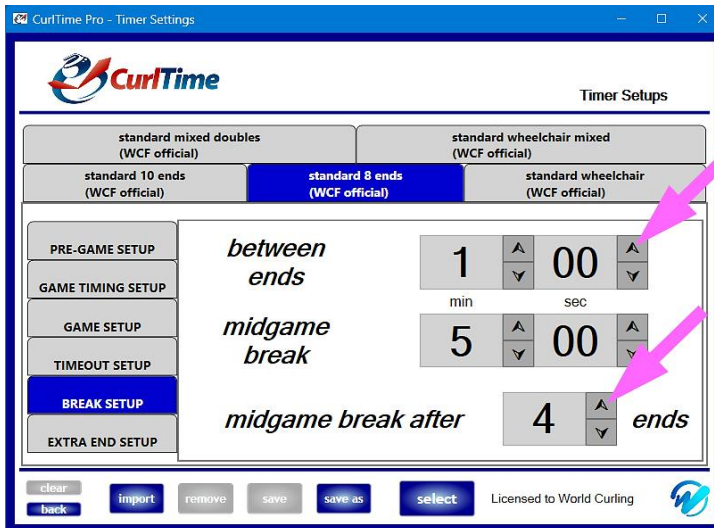 CurlTime Pro - Timer Settings
CurlTime
Timer Setups
standard mixed doubles
(WCF official)
standard wheelchair mixed
(WCF official)
standard 10 ends
(WCF official)
standard 8 ends
(WCF official)
standard wheelchair
(WCF official)
PRE-GAME SETUP
GAME TIMING SETUP
GAME SETUP
TIMEOUT SETUP
BREAK SETUP
EXTRA END SETUP
between
ends
1 00
min sec
midgame
break
5 00
midgame break after 4 ends
clear
back
import
remove
save
save as
select
Licensed to World Curling